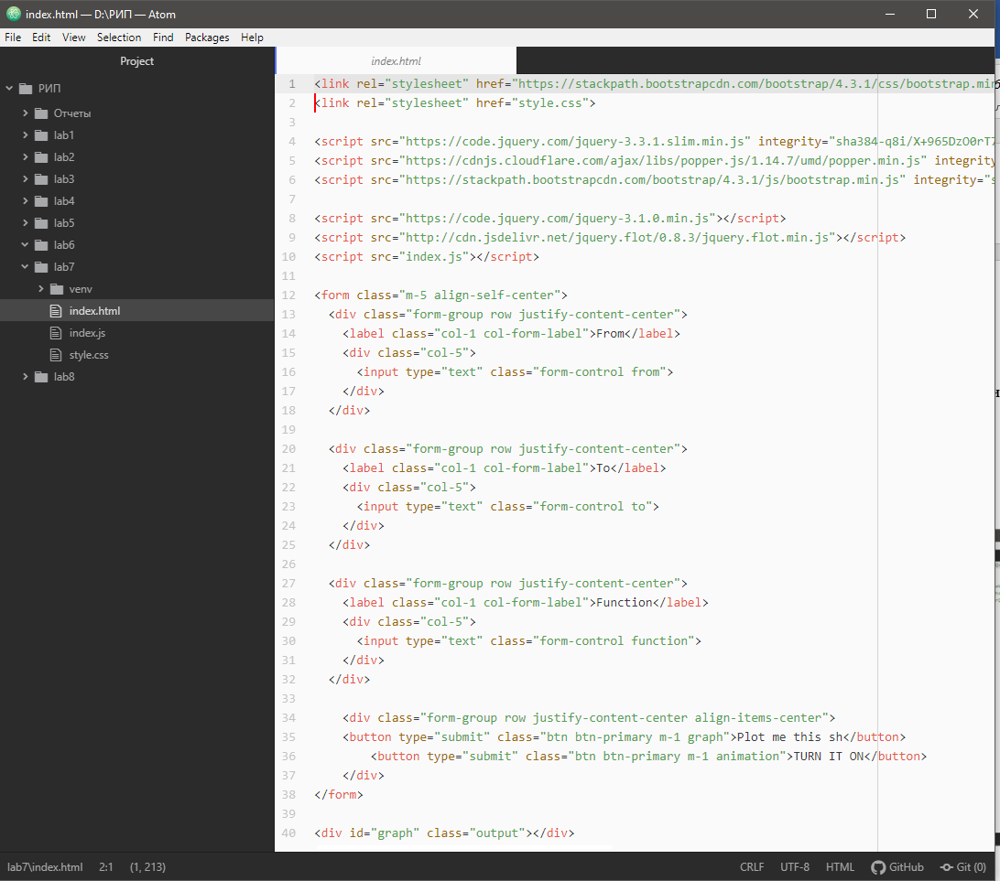 index.html — D:\РИП — Atom
File Edit View Selection Find Packages Help
Project
index.html
РИП
Отчеты
lab1
lab2
lab3
lab4
lab5
lab6
lab7
venv
index.html
index.js
style.css
lab8
1 <link rel="stylesheet" href="https://stackpath.bootstrapcdn.com/bootstrap/4.3.1/css/bootstrap.min
2 <link rel="stylesheet" href="style.css">
3
4 <script src="https://code.jquery.com/jquery-3.3.1.slim.min.js" integrity="sha384-q8i/X+965DzO0rT7
5 <script src="https://cdnjs.cloudflare.com/ajax/libs/popper.js/1.14.7/umd/popper.min.js" integrity
6 <script src="https://stackpath.bootstrapcdn.com/bootstrap/4.3.1/js/bootstrap.min.js" integrity="s
7
8 <script src="https://code.jquery.com/jquery-3.1.0.min.js"></script>
9 <script src="http://cdn.jsdelivr.net/jquery.flot/0.8.3/jquery.flot.min.js"></script>
10 <script src="index.js"></script>
11
12 <form class="m-5 align-self-center">
13 <div class="form-group row justify-content-center">
14 <label class="col-1 col-form-label">From</label>
15 <div class="col-5">
16 <input type="text" class="form-control from">
17 </div>
18 </div>
19
20 <div class="form-group row justify-content-center">
21 <label class="col-1 col-form-label">To</label>
22 <div class="col-5">
23 <input type="text" class="form-control to">
24 </div>
25 </div>
26
27 <div class="form-group row justify-content-center">
28 <label class="col-1 col-form-label">Function</label>
29 <div class="col-5">
30 <input type="text" class="form-control function">
31 </div>
32 </div>
33
34 <div class="form-group row justify-content-center align-items-center">
35 <button type="submit" class="btn btn-primary m-1 graph">Plot me this sh</button>
36 <button type="submit" class="btn btn-primary m-1 animation">TURN IT ON</button>
37 </div>
38 </form>
39
40 <div id="graph" class="output"></div>
lab7\index.html 2:1 (1, 213) CRLF UTF-8 HTML GitHub Git (0)